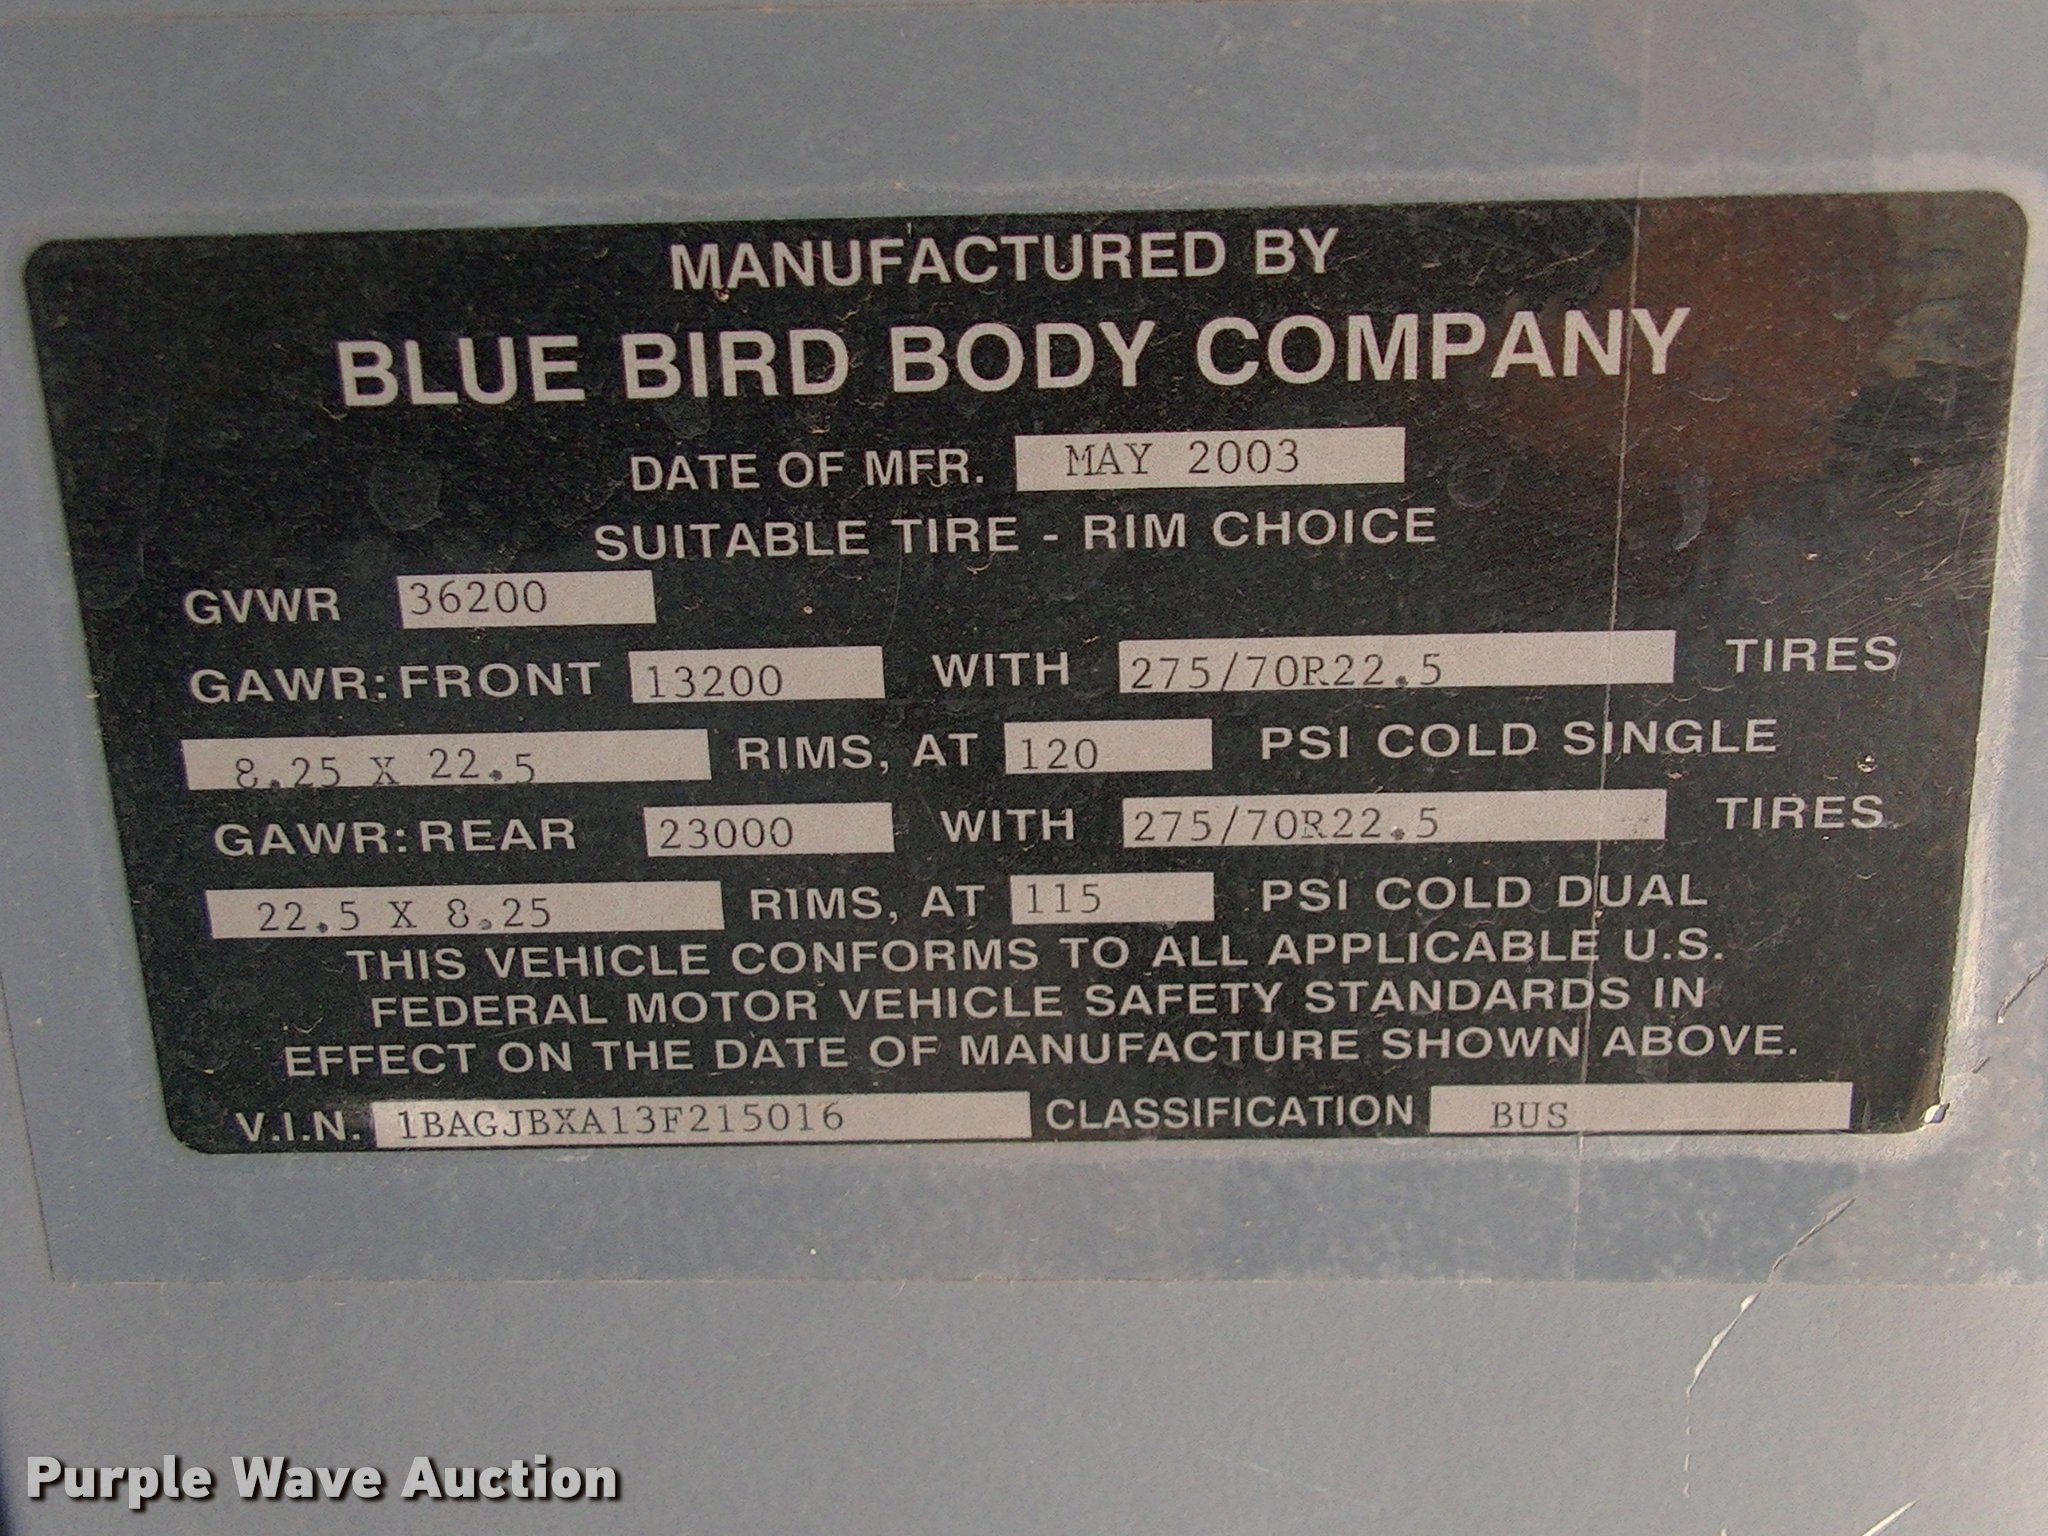 MANUFACTURED BY
BLUE BIRD BODY COMPANY
DATE OF MFR. MAY 2003
SUITABLE TIRE - RIM CHOICE
GVWR 36200
GAWR: FRONT 13200 WITH 275/70R22.5 TIRES
8.25 X 22.5 RIMS, AT 120 PSI COLD SINGLE
GAWR: REAR 23000 WITH 275/70R22.5 TIRES
22.5 X 8.25 RIMS, AT 115 PSI COLD DUAL
THIS VEHICLE CONFORMS TO ALL APPLICABLE U.S.
FEDERAL MOTOR VEHICLE SAFETY STANDARDS IN
EFFECT ON THE DATE OF MANUFACTURE SHOWN ABOVE.
V.I.N. 1BAGJBXA13F215016 CLASSIFICATION BUS
Purple Wave Auction